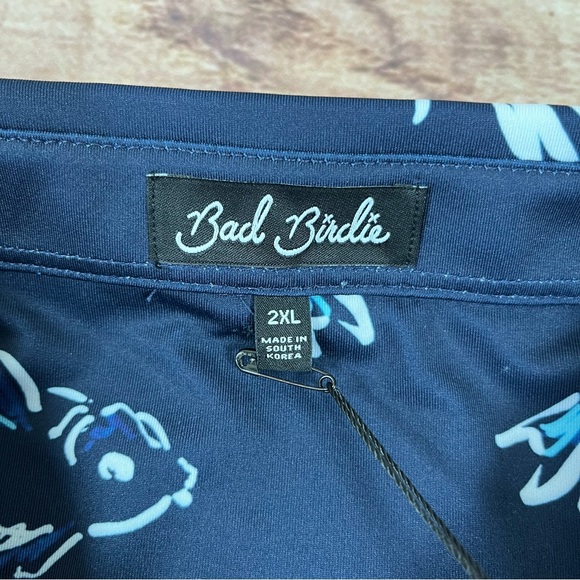 Bad Birdie
2XL
MADE IN
SOUTH
KOREA